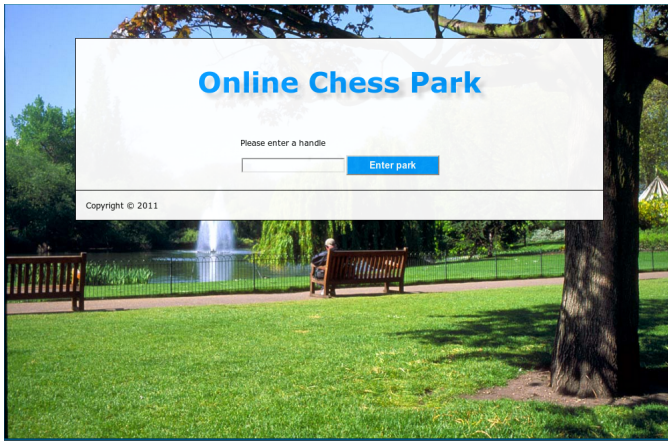 Online Chess Park
Please enter a handle
Enter park
Copyright © 2011